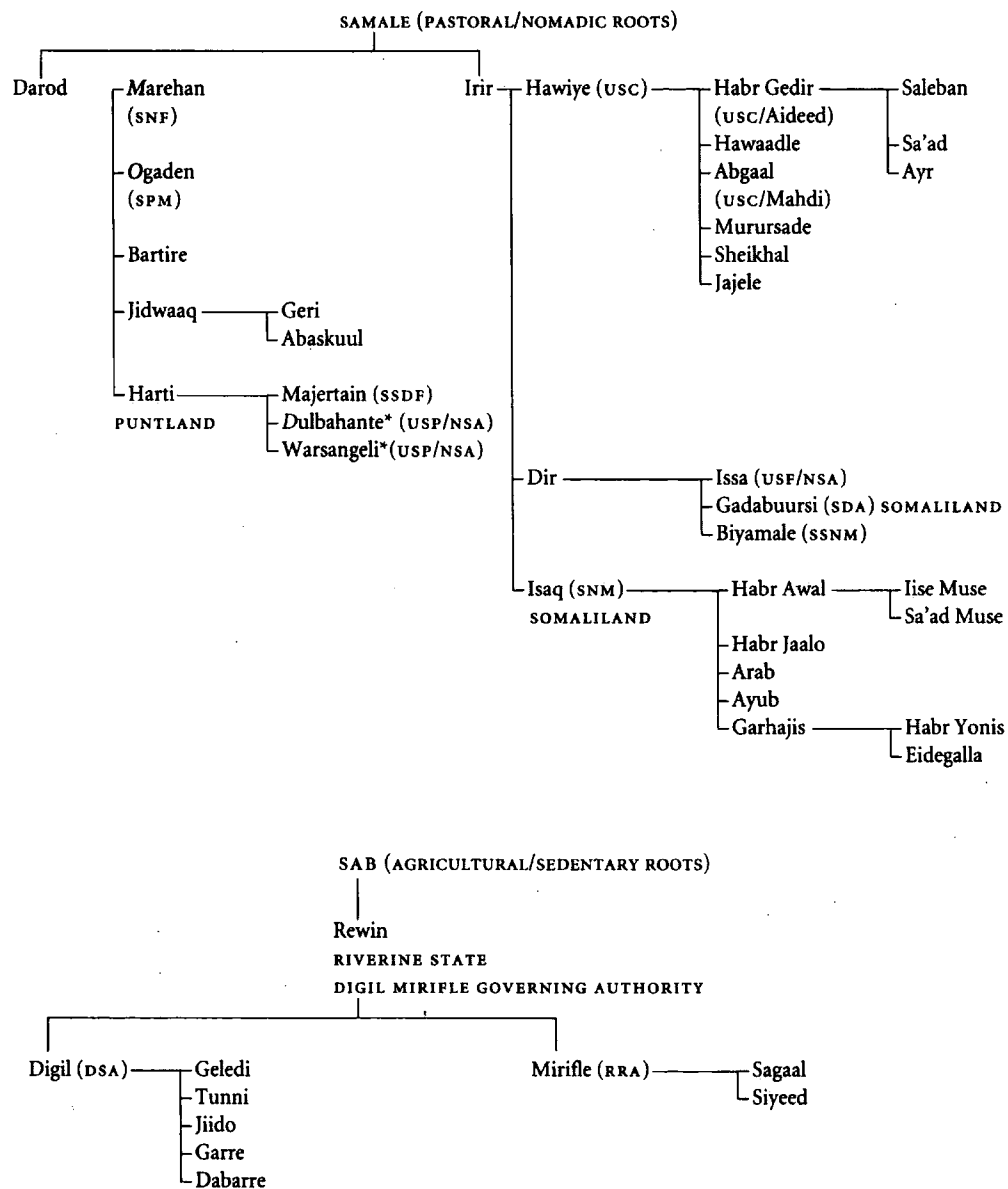 SAMALE (PASTORAL/NOMADIC ROOTS)
Darod
Marehan
(SNF)
Ogaden
(SPM)
Bartire
Jidwaaq
Geri
Abaskuul
Harti
PUNTLAND
Majertain (SSDF)
Dulbahante* (USP/NSA)
Warsangeli* (USP/NSA)
Irir
Hawiye (USC)
Habr Gedir
(USC/Aideed)
Hawaadle
Abgaal
(USC/Mahdi)
Murursade
Sheikhal
Jajele
Saleban
Sa'ad
Ayr
Dir
Issa (USF/NSA)
Gadabuursi (SDA) SOMALILAND
Biyamale (SSNM)
Isaq (SNM)
SOMALILAND
Habr Awal
Iise Muse
Sa'ad Muse
Habr Jaalo
Arab
Ayub
Garhajis
Habr Yonis
Eidegalla
SAB (AGRICULTURAL/SEDENTARY ROOTS)
Rewin
RIVERINE STATE
DIGIL MIRIFLE GOVERNING AUTHORITY
Digil (DSA)
Geledi
Tunni
Jiido
Garre
Dabarre
Mirifle (RRA)
Sagaal
Siyeed